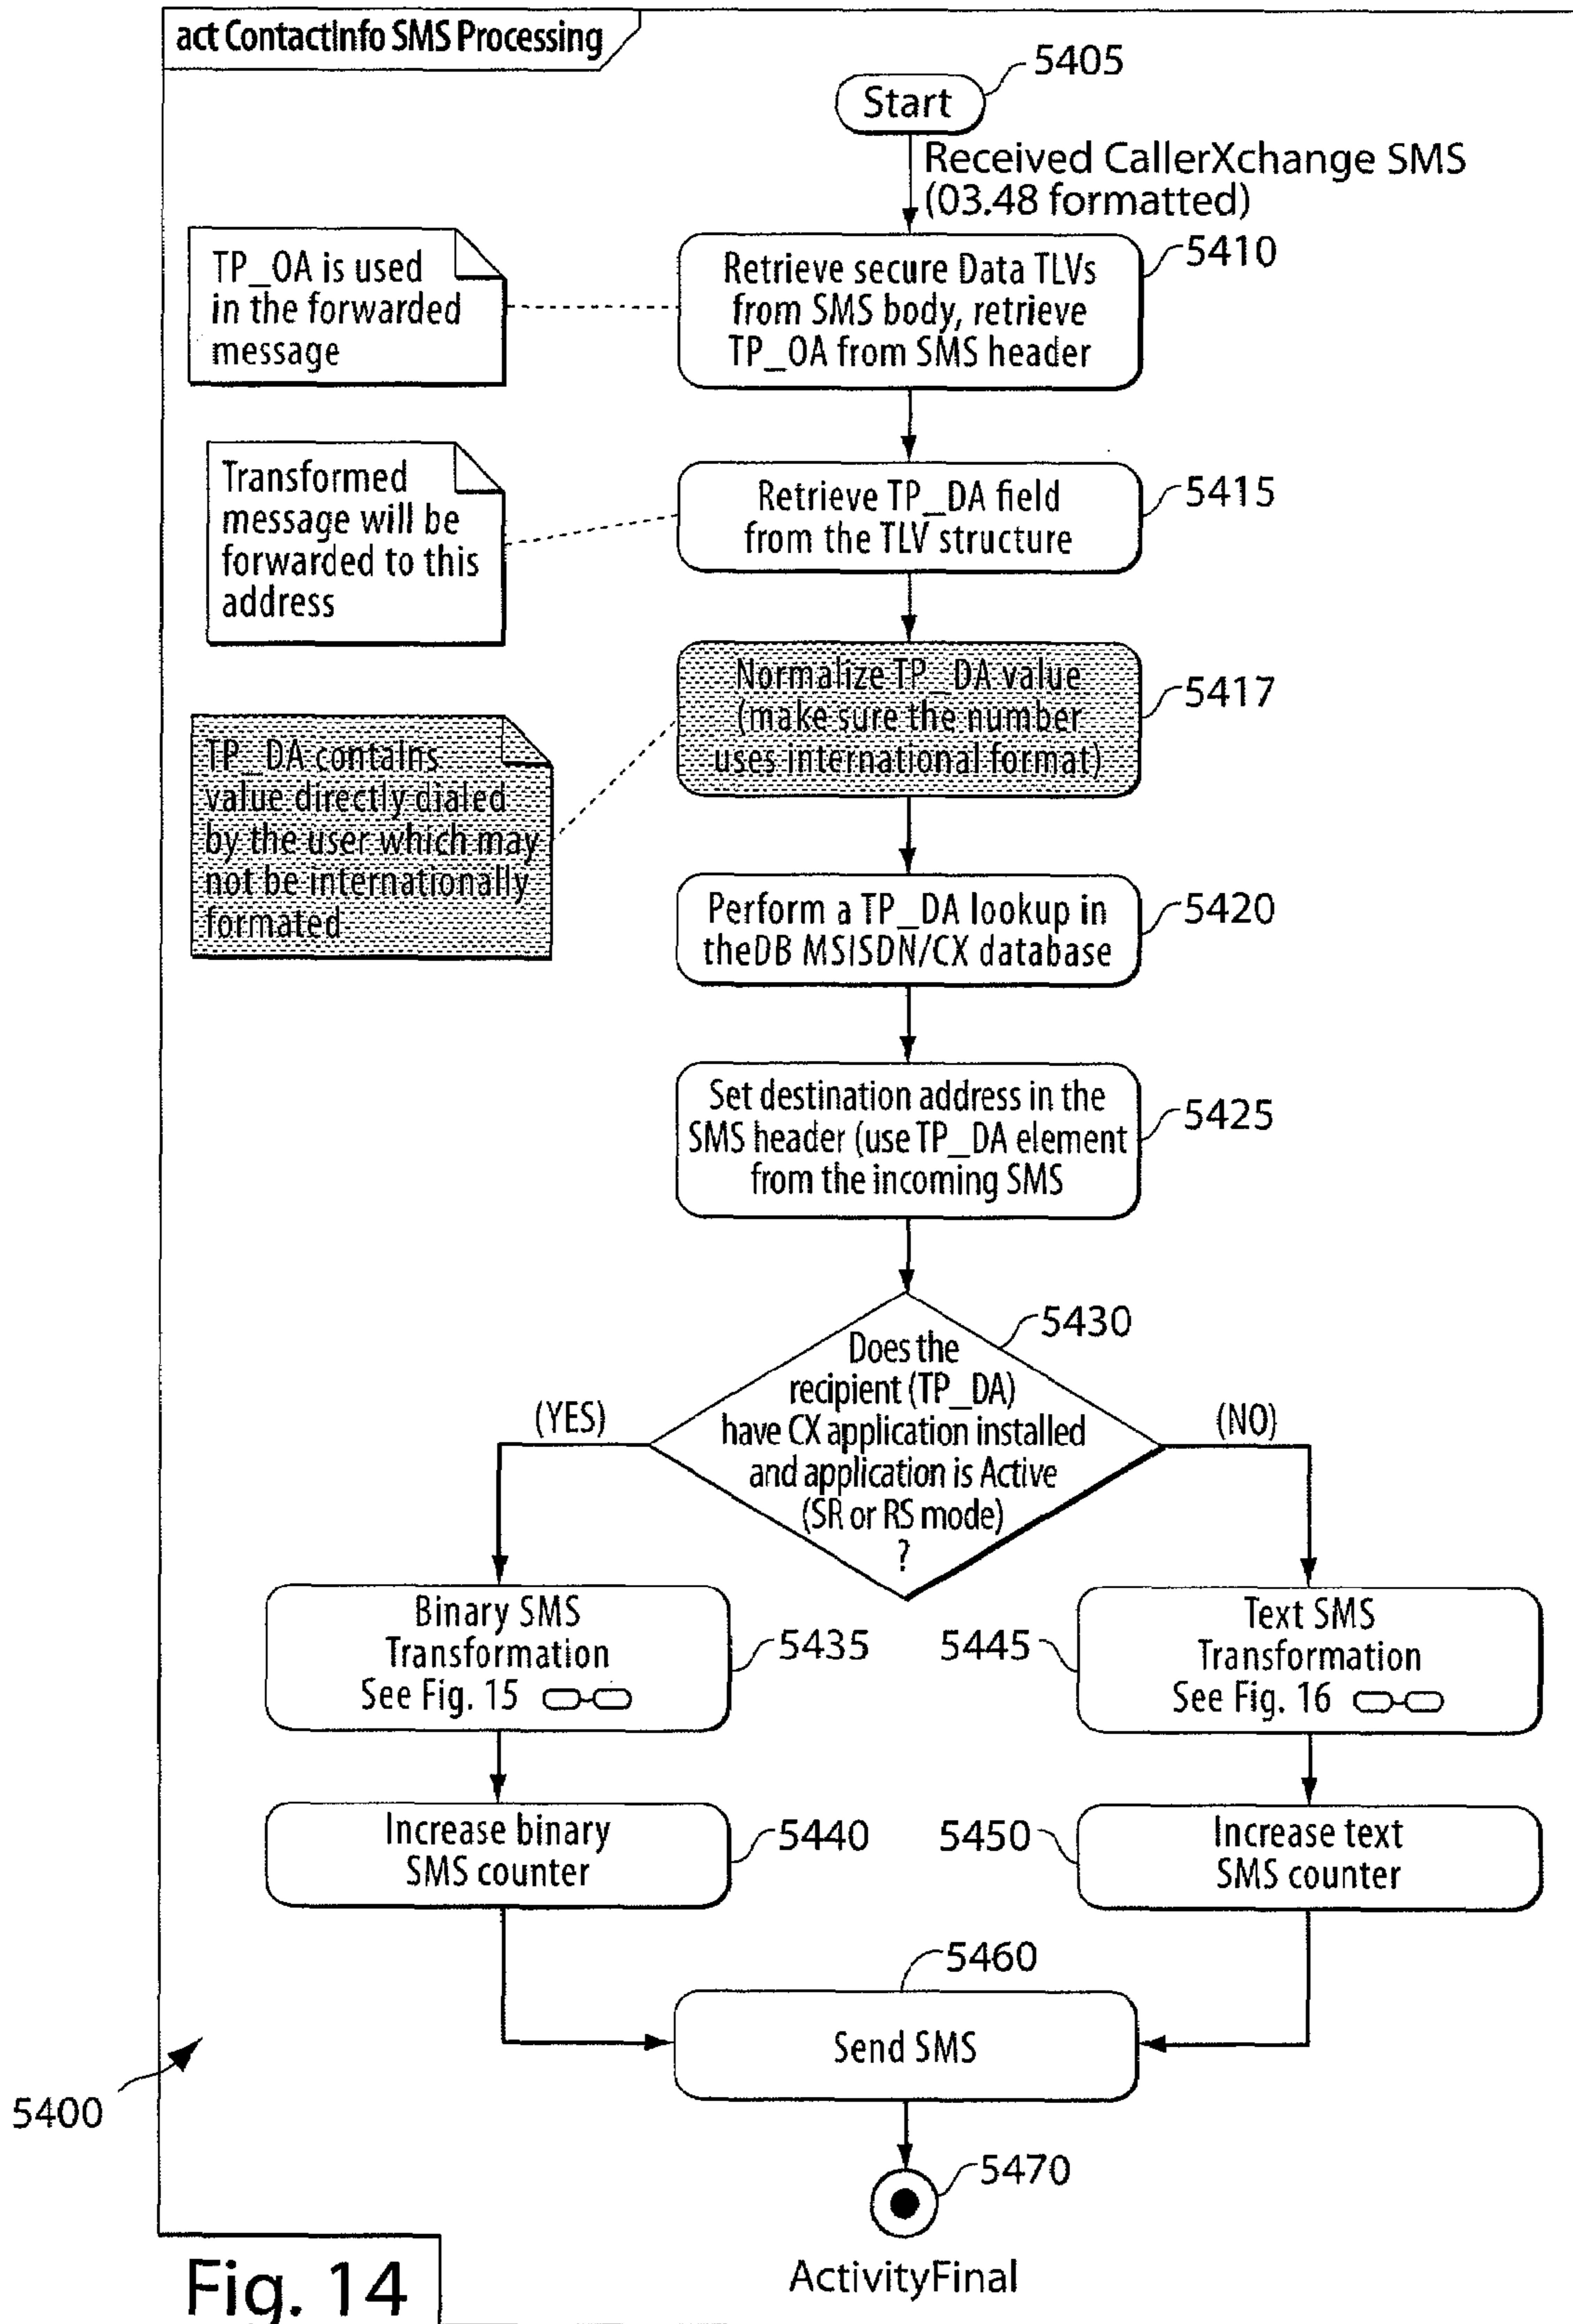 act ContactInfo SMS Processing
5405
Start
Received CallerXchange SMS
(03.48 formatted)
TP_OA is used
in the forwarded
message
Retrieve secure Data TLVs
from SMS body, retrieve
TP_OA from SMS header
5410
Transformed
message will be
forwarded to this
address
Retrieve TP_DA field
from the TLV structure
5415
Normalize TP_DA value
(make sure the number
uses international format)
5417
TP_DA contains
value directly dialed
by the user which may
not be internationally
formated
Perform a TP_DA lookup in
theDB MSISDN/CX database
5420
Set destination address in the
SMS header (use TP_DA element
from the incoming SMS
5425
5430
Does the
recipient (TP_DA)
have CX application installed
and application is Active
(SR or RS mode)
?
(YES)
(NO)
Binary SMS
Transformation
See Fig. 15
5435
5445
Text SMS
Transformation
See Fig. 16
Increase binary
SMS counter
5440
5450
Increase text
SMS counter
5460
Send SMS
5400
5470
ActivityFinal
Fig. 14